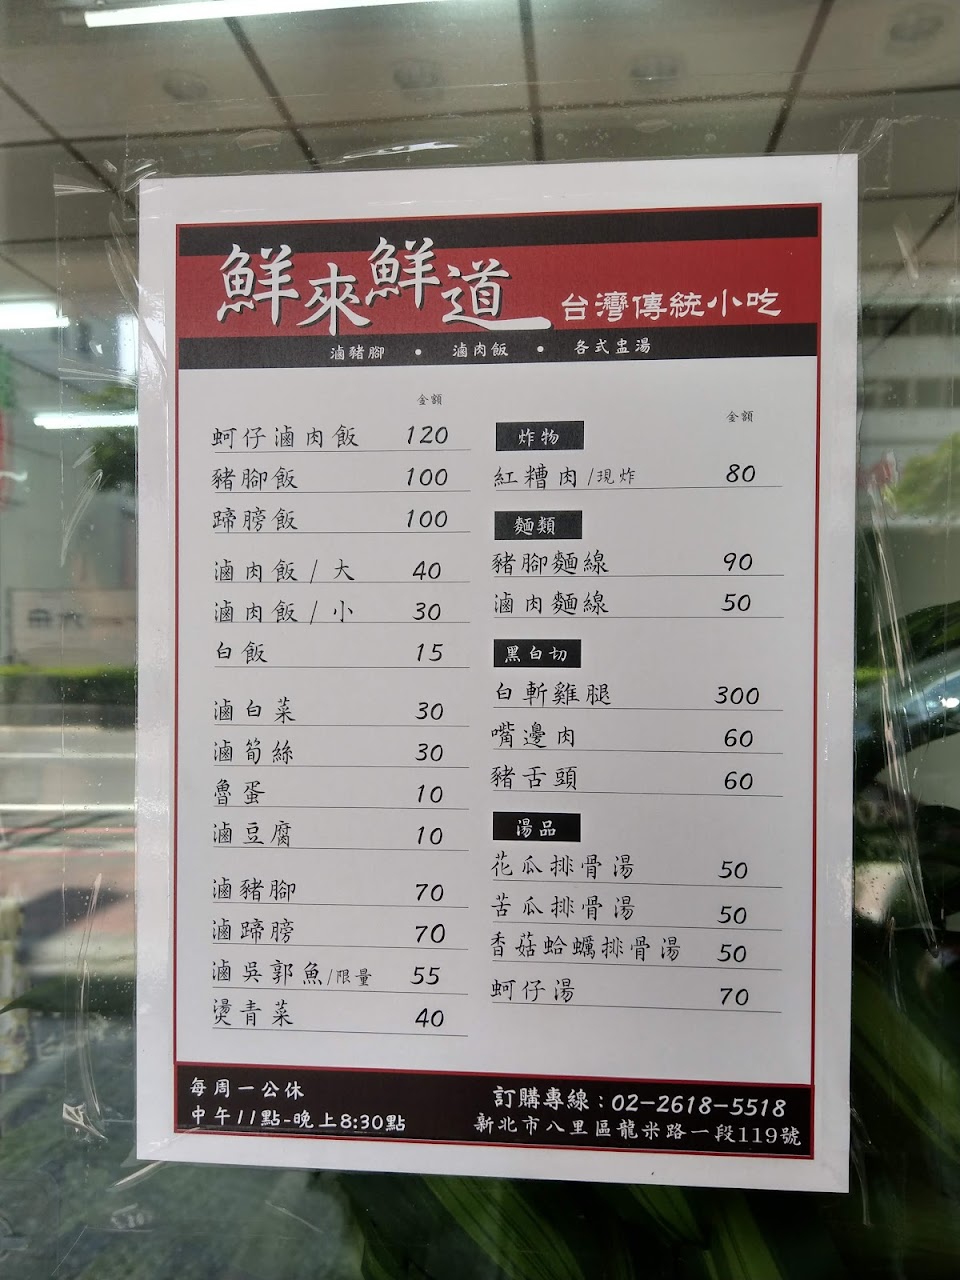 鮮來鮮道 台灣傳統小吃
滷豬腳 • 滷肉飯 • 各式盅湯
金額
蚵仔滷肉飯 120
豬腳飯 100
蹄膀飯 100
滷肉飯/大 40
滷肉飯/小 30
白飯 15
滷白菜 30
滷筍絲 30
魯蛋 10
滷豆腐 10
滷豬腳 70
滷蹄膀 70
滷吳郭魚/限量 55
燙青菜 40
金額
炸物
紅糟肉/現炸 80
麵類
豬腳麵線 90
滷肉麵線 50
黑白切
白斬雞腿 300
嘴邊肉 60
豬舌頭 60
湯品
花瓜排骨湯 50
苦瓜排骨湯 50
香菇蛤蠣排骨湯 50
蚵仔湯 70
每周一公休
中午11點-晚上8:30點
訂購專線：02-2618-5518
新北市八里區龍米路一段119號